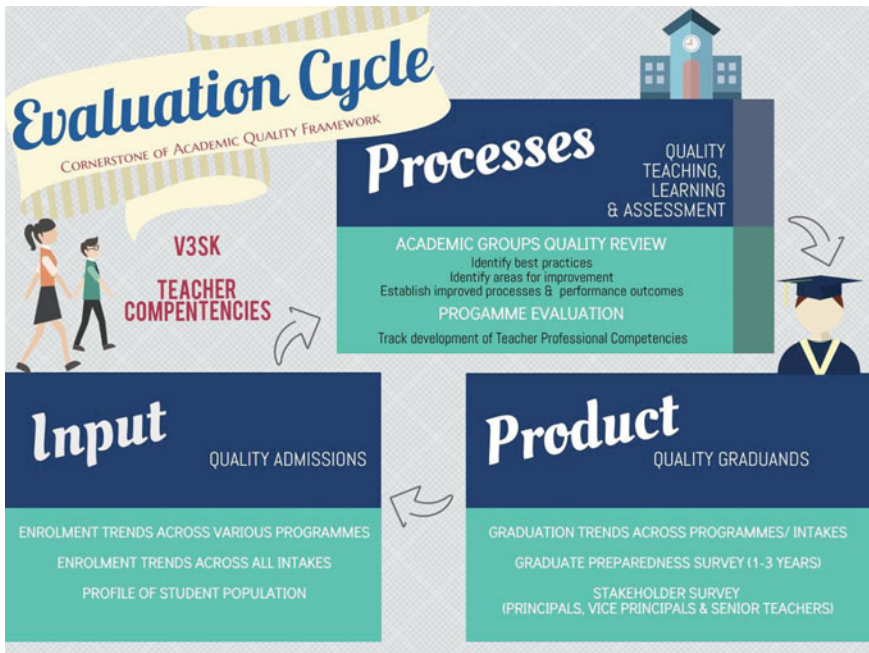 Evaluation Cycle
CORNERSTONE OF ACADEMIC QUALITY FRAMEWORK
V3SK
TEACHER
COMPENTENCIES
Processes
QUALITY
TEACHING,
LEARNING
& ASSESSMENT
ACADEMIC GROUPS QUALITY REVIEW
Identify best practices
Identify areas for improvement
Establish improved processes & performance outcomes
PROGAMME EVALUATION
Track development of Teacher Professional Competencies
Input
QUALITY ADMISSIONS
ENROLMENT TRENDS ACROSS VARIOUS PROGRAMMES
ENROLMENT TRENDS ACROSS ALL INTAKES
PROFILE OF STUDENT POPULATION
Product
QUALITY GRADUANDS
GRADUATION TRENDS ACROSS PROGRAMMES/ INTAKES
GRADUATE PREPAREDNESS SURVEY (1-3 YEARS)
STAKEHOLDER SURVEY
(PRINCIPALS, VICE PRINCIPALS & SENIOR TEACHERS)